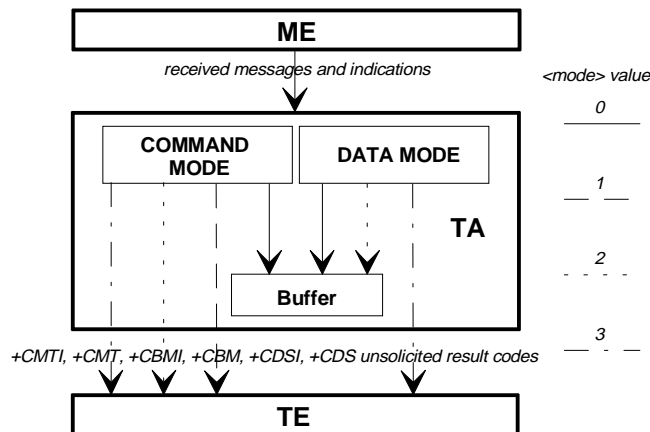 ME
received messages and indications
<mode> value
0
COMMAND
MODE
DATA MODE
1
TA
2
Buffer
3
+CMTI, +CMT, +CBMI, +CBM, +CDSI, +CDS unsolicited result codes
TE